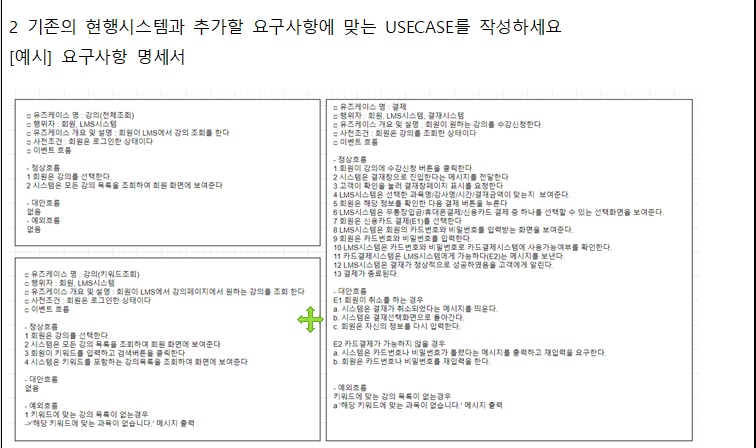 2 기존의 현행시스템과 추가할 요구사항에 맞는 USECASE를 작성하세요
[예시] 요구사항 명세서
□ 유즈케이스 명 : 강의(전체조회)
□ 행위자 : 회원, LMS시스템
□ 유즈케이스 개요 및 설명 : 회원이 LMS에서 강의 조회를 한다
□ 사전조건 : 회원은 로그인한 상태이다
□ 이벤트 흐름
- 정상흐름
1 회원은 강의를 선택한다.
2 시스템은 모든 강의 목록을 조회하여 회원 화면에 보여준다
- 대안흐름
없음
- 예외흐름
없음
□ 유즈케이스 명 : 강의(키워드조회)
□ 행위자 : 회원, LMS시스템
□ 유즈케이스 개요 및 설명 : 회원이 LMS에서 강의페이지에서 원하는 강의를 조회 한다
□ 사전조건 : 회원은 로그인한 상태이다
□ 이벤트 흐름
- 정상흐름
1 회원은 강의를 선택한다.
2 시스템은 모든 강의 목록을 조회하여 회원 화면에 보여준다
3 회원이 키워드를 입력하고 검색버튼을 클릭한다
4 시스템은 키워드를 포함하는 강의목록을 조회하여 화면에 보여준다
- 대안흐름
없음
- 예외흐름
1 키워드에 맞는 강의 목록이 없는경우
->'해당 키워드에 맞는 과목이 없습니다.' 메시지 출력
□ 유즈케이스 명 : 결제
□ 행위자 : 회원, LMS시스템, 결재시스템
□ 유즈케이스 개요 및 설명 : 회원이 원하는 강의를 수강신청한다.
□ 사전조건 : 회원은 강의를 조회한 상태이다
□ 이벤트 흐름
- 정상흐름
1 회원이 강의에 수강신청 버튼을 클릭한다
2 시스템은 결재창으로 진입한다는 메시지를 전달한다
3 고객이 확인을 눌러 결재창페이지 표시를 요청한다
4 LMS시스템은 선택한 과목명/강사명/시간/결재금액이 맞는지 보여준다.
5 회원은 해당 정보를 확인한 다음 결제 버튼을 누른다
6 LMS시스템은 무통장입금/휴대폰결제/신용카드 결제 중 하나를 선택할 수 있는 선택화면을 보여준다.
7 회원은 신용카드 결제(E1)를 선택한다
8 LMS시스템은 회원의 카드번호와 비밀번호를 입력받는 화면을 보여준다.
9 회원은 카드번호와 비밀번호를 입력한다.
10 LMS시스템은 카드번호와 비밀번호로 카드결제시스템에 사용가능여부를 확인한다.
11 카드결제시스템은 LMS시스템에게 가능하다(E2)는 메시지를 보낸다.
12 LMS시스템은 결재가 정상적으로 성공하였음을 고객에게 알린다.
13 결제가 종료된다.
- 대안흐름
E1 회원이 취소를 하는 경우
a. 시스템은 결재가 취소되었다는 메시지를 띄운다.
b. 시스템은 결재선택화면으로 돌아간다.
c. 회원은 자신의 정보를 다시 입력한다.
E2 카드결제가 가능하지 않을 경우
a. 시스템은 카드번호나 비밀번호가 틀렸다는 메시지를 출력하고 재입력을 요구한다.
b. 회원은 카드번호나 비밀번호를 재입력을 한다.
- 예외흐름
키워드에 맞는 강의 목록이 없는경우
a '해당 키워드에 맞는 과목이 없습니다.' 메시지 출력